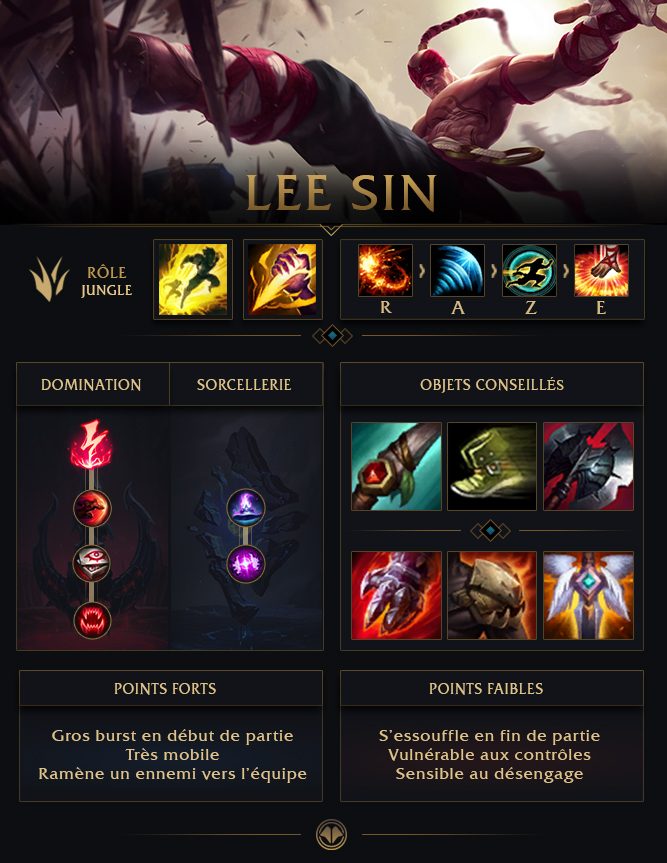 LEE SIN
RÔLE
JUNGLE
R
A
Z
E
DOMINATION
SORCELLERIE
OBJETS CONSEILLÉS
POINTS FORTS
Gros burst en début de partie
Très mobile
Ramène un ennemi vers l'équipe
POINTS FAIBLES
S'essouffle en fin de partie
Vulnérable aux contrôles
Sensible au désengage